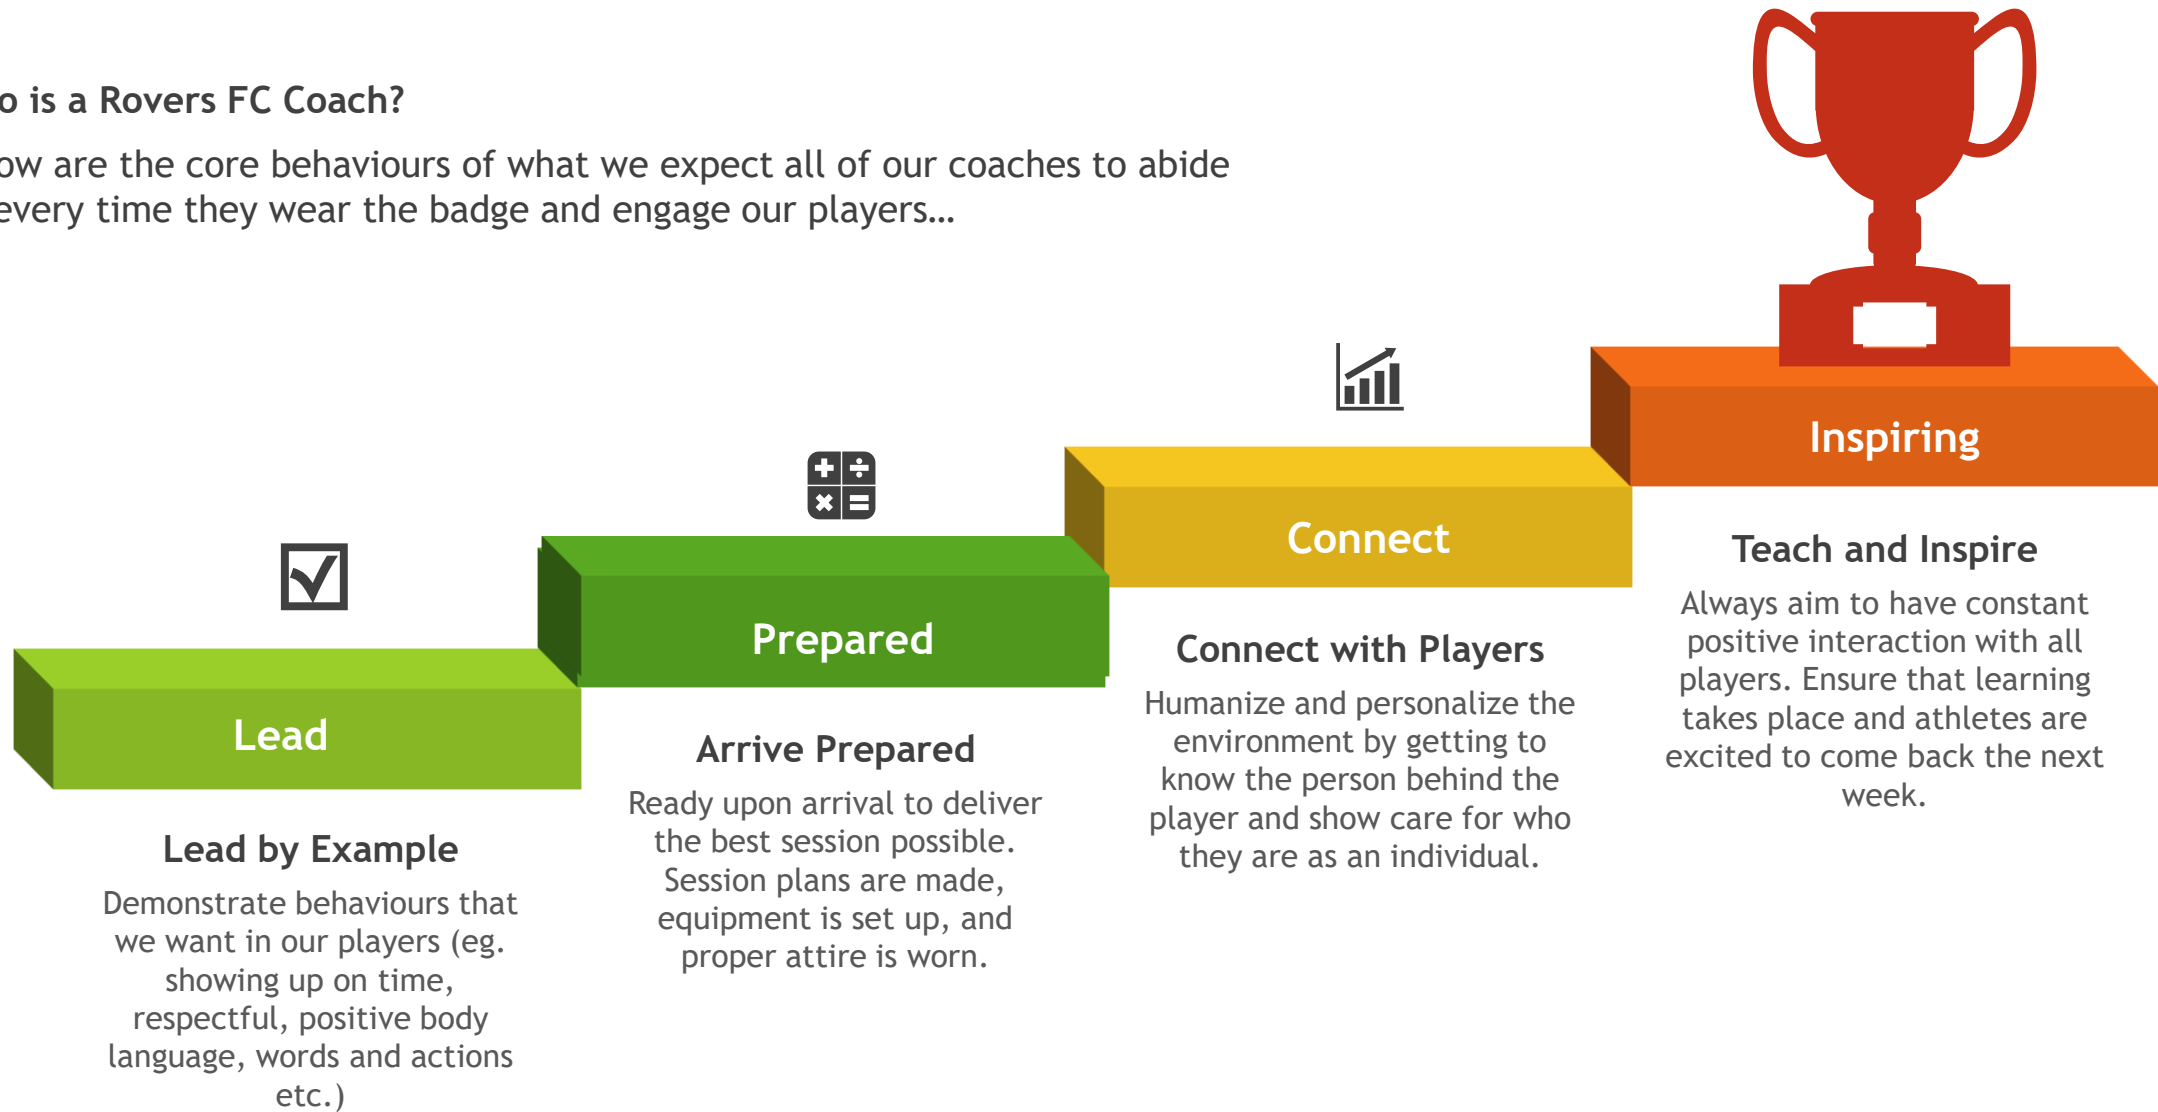 o is a Rovers FC Coach?
ow are the core behaviours of what we expect all of our coaches to abide
every time they wear the badge and engage our players…
Lead
Lead by Example
Demonstrate behaviours that
we want in our players (eg.
showing up on time,
respectful, positive body
language, words and actions
etc.)
Prepared
Arrive Prepared
Ready upon arrival to deliver
the best session possible.
Session plans are made,
equipment is set up, and
proper attire is worn.
Connect
Connect with Players
Humanize and personalize the
environment by getting to
know the person behind the
player and show care for who
they are as an individual.
Inspiring
Teach and Inspire
Always aim to have constant
positive interaction with all
players. Ensure that learning
takes place and athletes are
excited to come back the next
week.